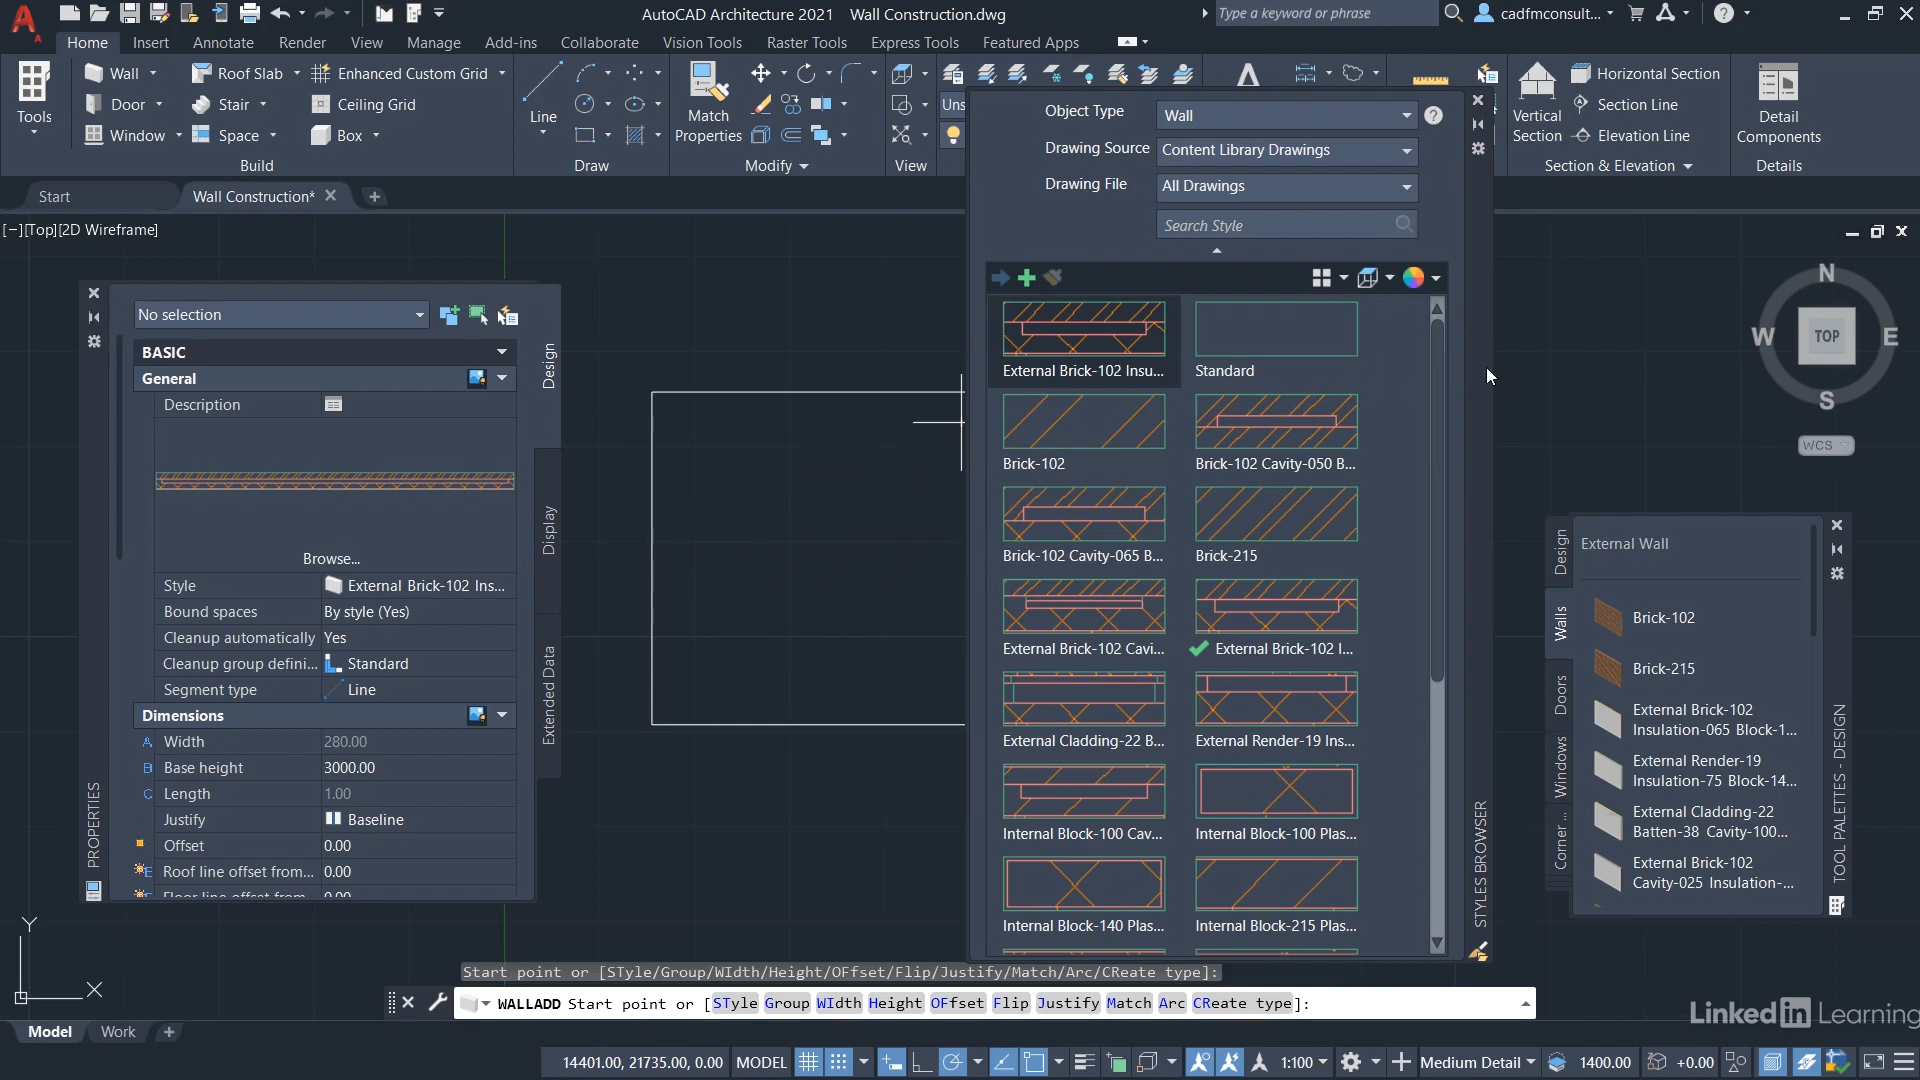 AutoCAD Architecture 2021 Wall Construction.dwg
Type a keyword or phrase
cadfmconsult...
Home Insert Annotate Render View Manage Add-ins Collaborate Vision Tools Raster Tools Express Tools Featured Apps
Tools
Wall Roof Slab Enhanced Custom Grid
Door Stair Ceiling Grid
Window Space Box
Build
Line
Draw
Match
Properties
Modify
View
Uns
Vertical
Section
Horizontal Section
Section Line
Elevation Line
Section & Elevation
Detail
Components
Details
Start
Wall Construction*
[−][Top][2D Wireframe]
Object Type Wall
Drawing Source Content Library Drawings
Drawing File All Drawings
Search Style
External Brick-102 Insu... Standard
Brick-102 Brick-102 Cavity-050 B...
Brick-102 Cavity-065 B... Brick-215
External Brick-102 Cavi... External Brick-102 I...
External Cladding-22 B... External Render-19 Ins...
Internal Block-100 Cav... Internal Block-100 Plas...
Internal Block-140 Plas... Internal Block-215 Plas...
STYLES BROWSER
No selection
BASIC
General
Description
Browse...
Style External Brick-102 Ins...
Bound spaces By style (Yes)
Cleanup automatically Yes
Cleanup group defini... Standard
Segment type Line
Dimensions
A Width 280.00
B Base height 3000.00
C Length 1.00
Justify Baseline
Offset 0.00
Roof line offset from... 0.00
Floor line offset from... 0.00
Design
Display
Extended Data
PROPERTIES
N
W TOP E
S
WCS
External Wall
Brick-102
Brick-215
External Brick-102
Insulation-065 Block-1...
External Render-19
Insulation-75 Block-14...
External Cladding-22
Batten-38 Cavity-100...
External Brick-102
Cavity-025 Insulation-...
Design
Walls
Doors
Windows
Corner ...
TOOL PALETTES - DESIGN
Y
X
Start point or [STyle/Group/WIdth/Height/OFfset/Flip/Justify/Match/Arc/CReate type]:
WALLADD Start point or [STyle Group WIdth Height OFfset Flip Justify Match Arc CReate type]:
Model Work
LinkedIn Learning
14401.00, 21735.00, 0.00 MODEL 1:100 Medium Detail 1400.00 +0.00